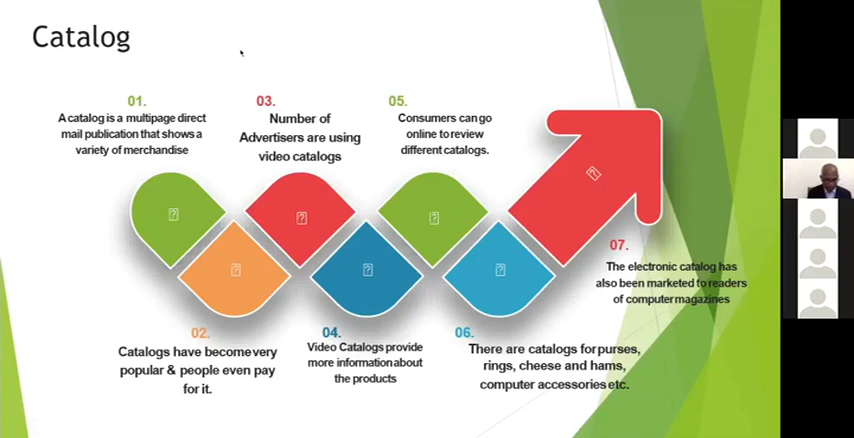 Catalog
01.
A catalog is a multipage direct
mail publication that shows a
variety of merchandise
03.
Number of
Advertisers are using
video catalogs
05.
Consumers can go
online to review
different catalogs.
07.
The electronic catalog has
also been marketed to readers
of computer magazines
02.
Catalogs have become very
popular & people even pay
for it.
04.
Video Catalogs provide
more information about
the products
06.
There are catalogs for purses,
rings, cheese and hams,
computer accessories etc.